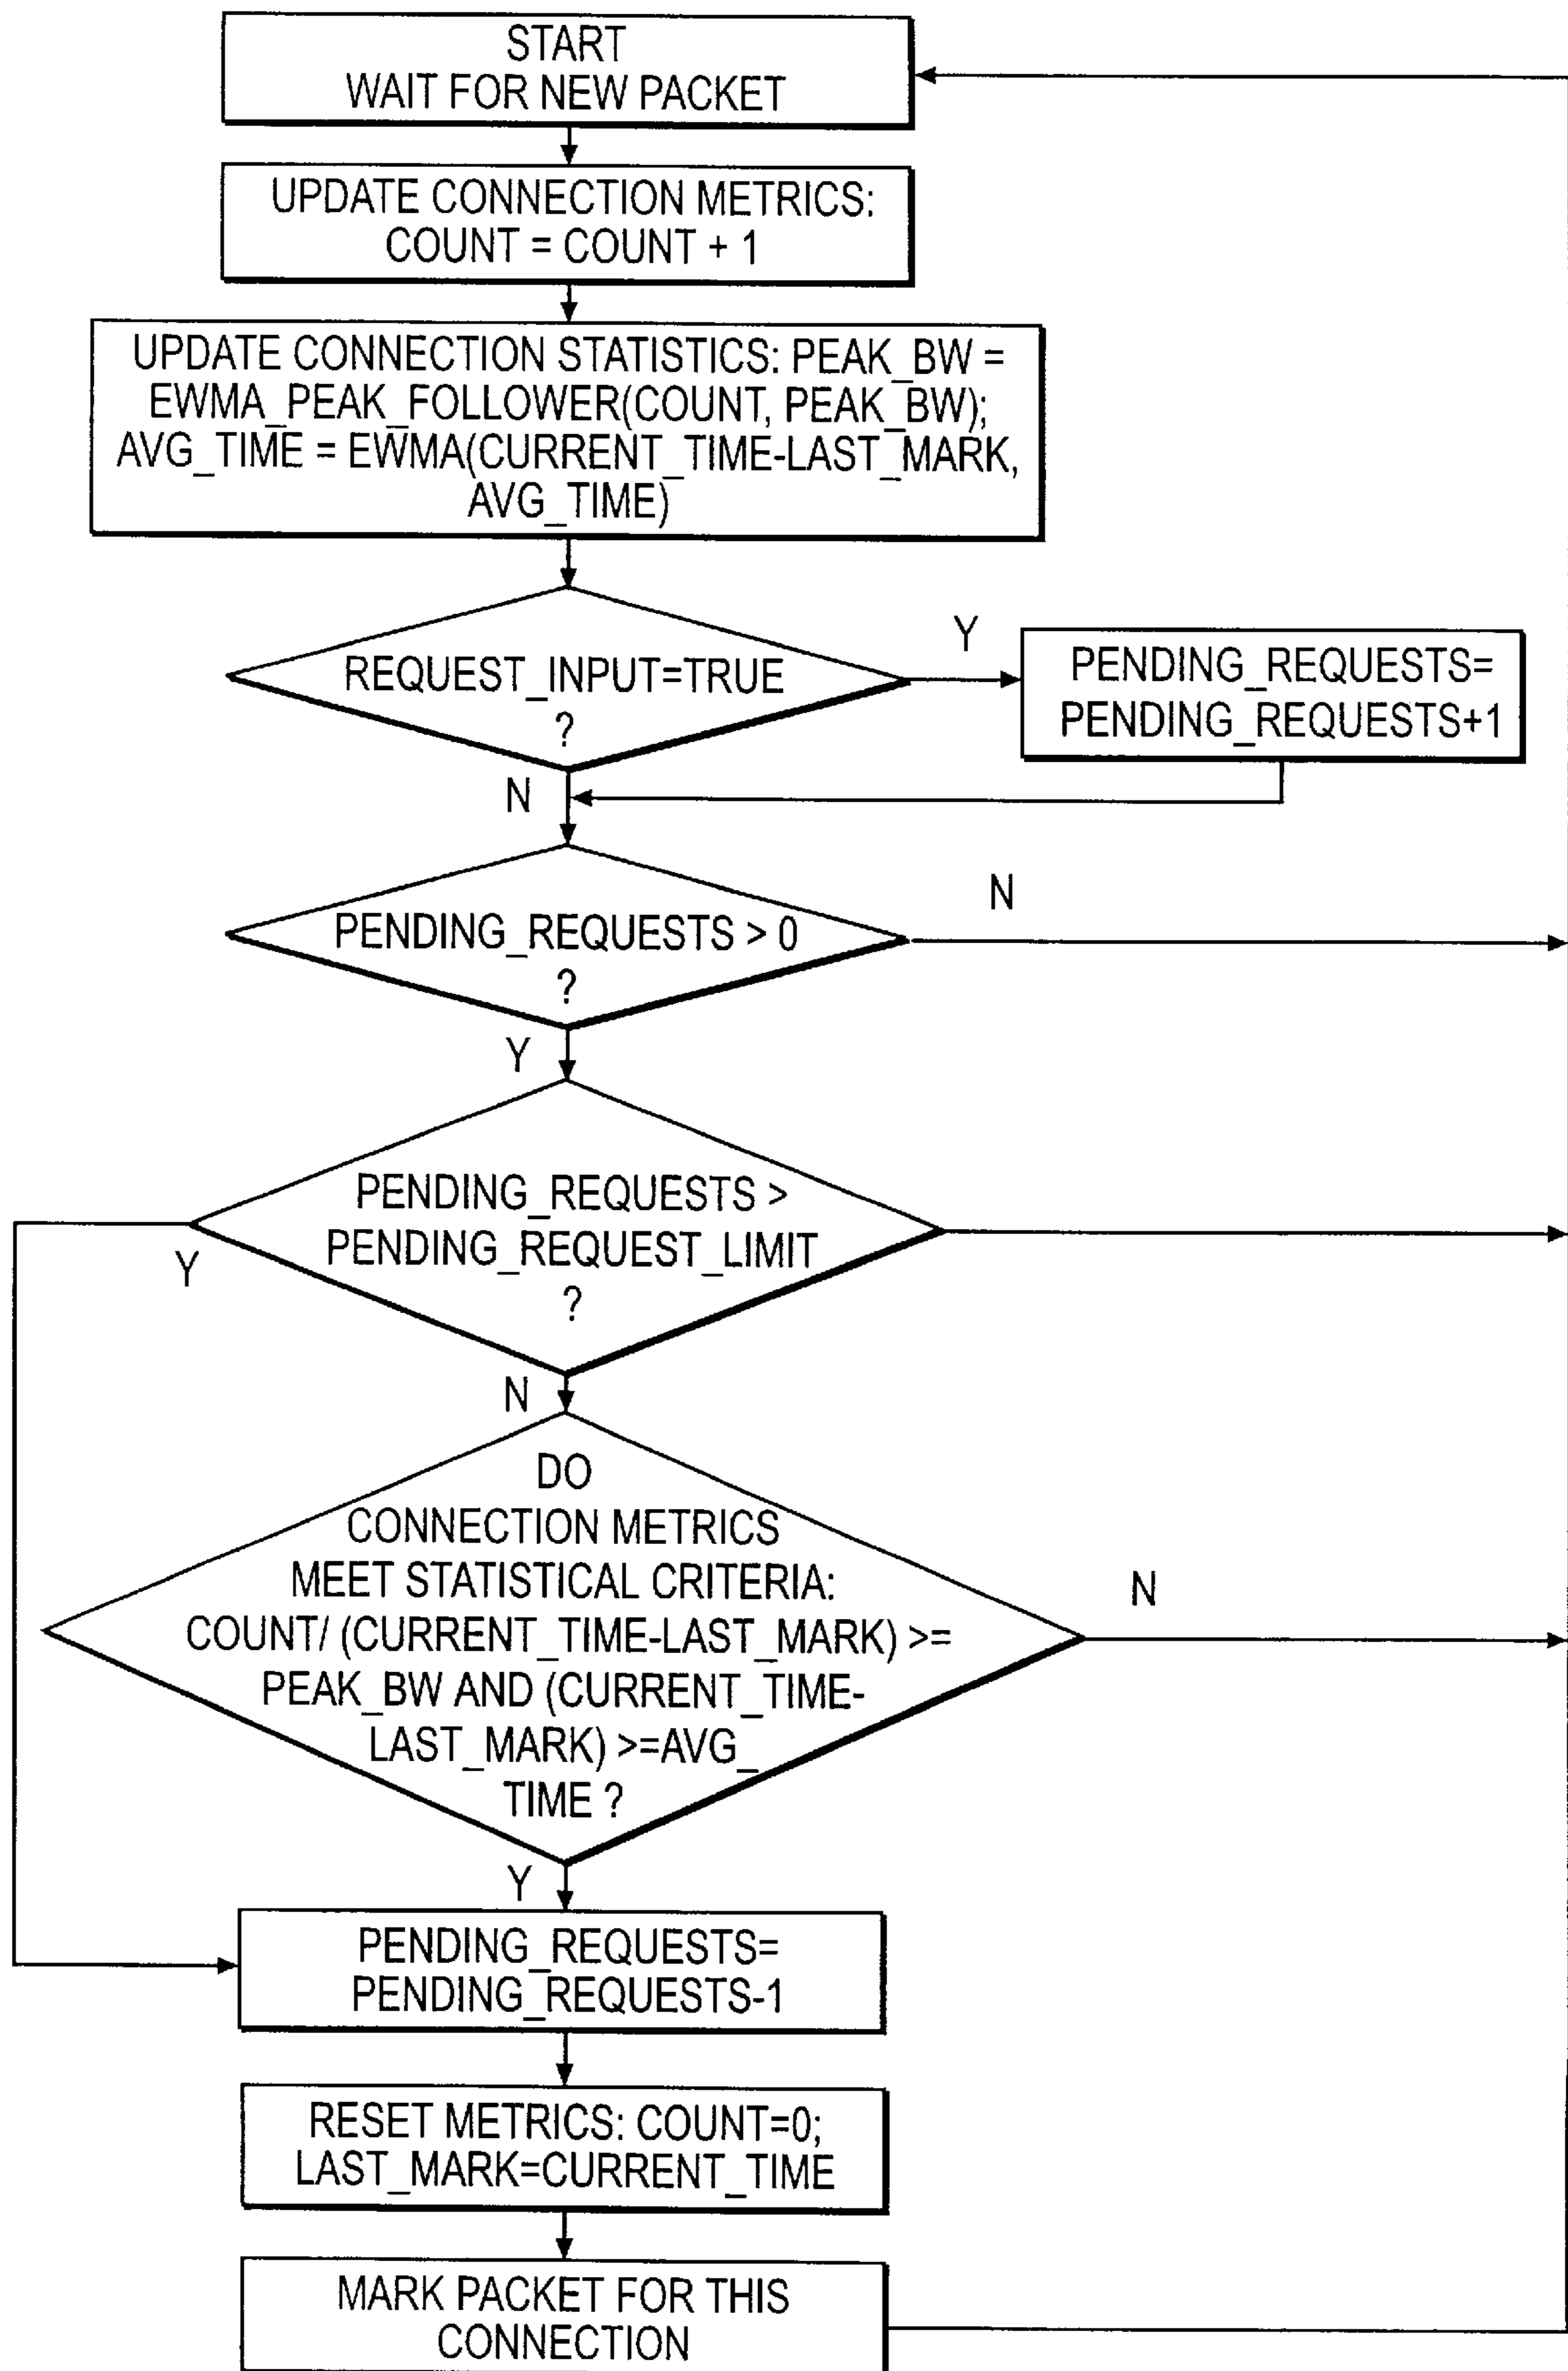 START
WAIT FOR NEW PACKET
UPDATE CONNECTION METRICS:
COUNT = COUNT + 1
UPDATE CONNECTION STATISTICS: PEAK_BW =
EWMA_PEAK_FOLLOWER(COUNT, PEAK_BW);
AVG_TIME = EWMA(CURRENT_TIME-LAST_MARK,
AVG_TIME)
REQUEST_INPUT=TRUE
?
Y
PENDING_REQUESTS=
PENDING_REQUESTS+1
N
PENDING_REQUESTS > 0
?
N
Y
PENDING_REQUESTS >
PENDING_REQUEST_LIMIT
?
Y
N
DO
CONNECTION METRICS
MEET STATISTICAL CRITERIA:
COUNT/ (CURRENT_TIME-LAST_MARK) >=
PEAK_BW AND (CURRENT_TIME-
LAST_MARK) >=AVG_
TIME ?
N
Y
PENDING_REQUESTS=
PENDING_REQUESTS-1
RESET METRICS: COUNT=0;
LAST_MARK=CURRENT_TIME
MARK PACKET FOR THIS
CONNECTION